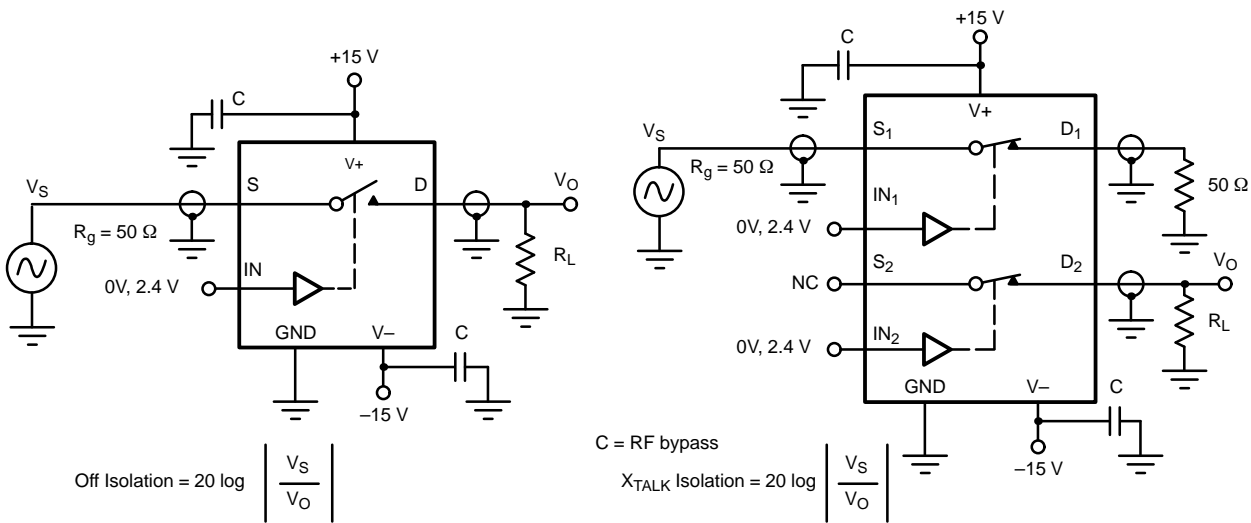 +15 V
C
V+
VS
S
D
VO
Rg = 50 Ω
RL
IN
0V, 2.4 V
GND
V–
C
–15 V
Off Isolation = 20 log | VS / VO |
+15 V
C
V+
VS
S1
D1
Rg = 50 Ω
50 Ω
IN1
0V, 2.4 V
S2
D2
VO
NC
RL
IN2
0V, 2.4 V
GND
V–
C
–15 V
C = RF bypass
XTALK Isolation = 20 log | VS / VO |